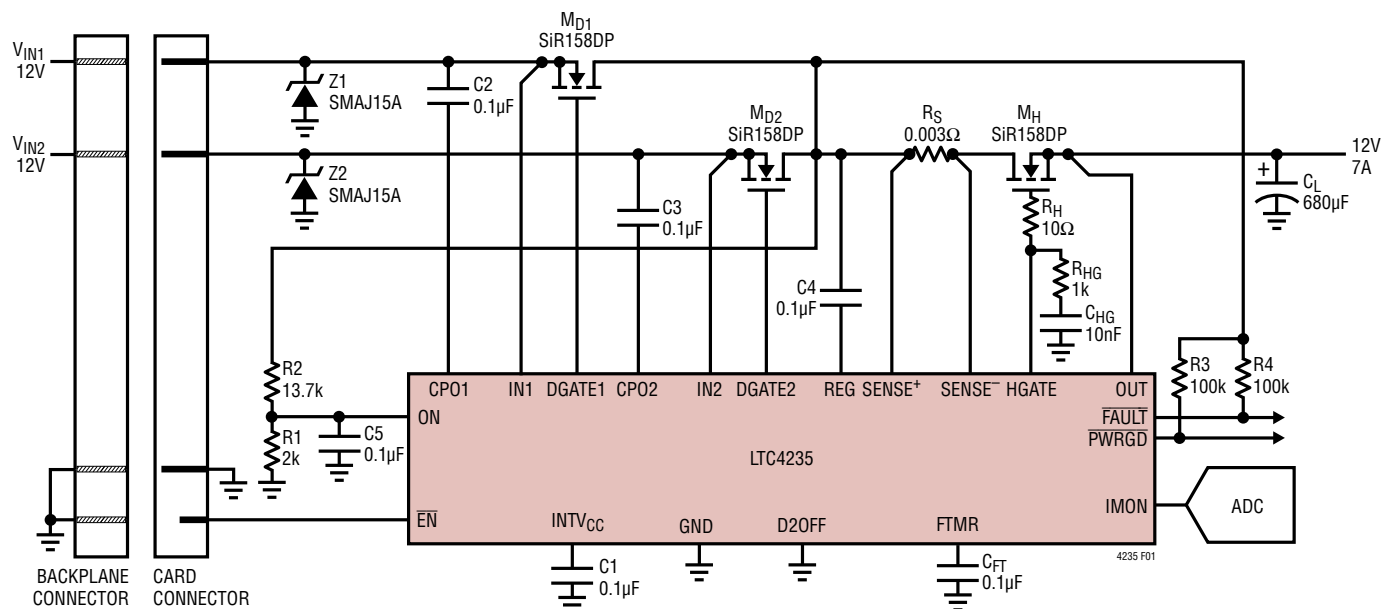 V_IN1
12V
V_IN2
12V
Z1
SMAJ15A
Z2
SMAJ15A
C2
0.1µF
M_D1
SiR158DP
C3
0.1µF
M_D2
SiR158DP
R_S
0.003Ω
M_H
SiR158DP
12V
7A
+
C_L
680µF
R_H
10Ω
R_HG
1k
C_HG
10nF
C4
0.1µF
R2
13.7k
R1
2k
C5
0.1µF
R3
100k
R4
100k
CPO1
IN1
DGATE1
CPO2
IN2
DGATE2
REG
SENSE⁺
SENSE⁻
HGATE
OUT
ON
F̅A̅U̅L̅T̅
P̅W̅R̅G̅D̅
LTC4235
IMON
ADC
E̅N̅
INTV_CC
GND
D2OFF
FTMR
4235 F01
C1
0.1µF
C_FT
0.1µF
BACKPLANE
CONNECTOR
CARD
CONNECTOR